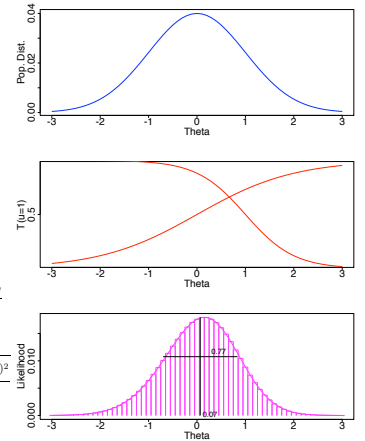 Pop. Dist.
0.00 0.02 0.04
-3 -2 -1 0 1 2 3
Theta
T (u=1)
0.5
-3 -2 -1 0 1 2 3
Theta
)²
Likelihood
0.000 0.010
0.77
0.07
-3 -2 -1 0 1 2 3
Theta